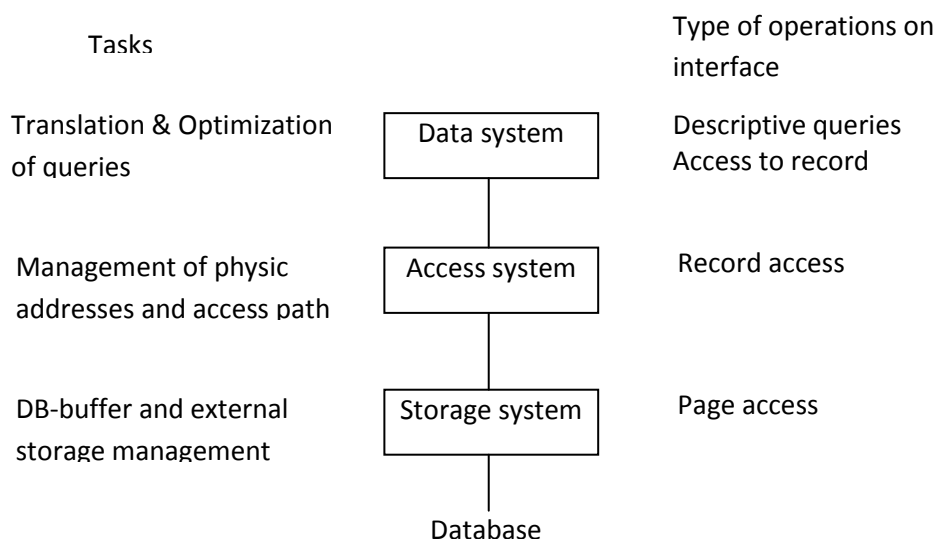 Tasks
Type of operations on
interface
Translation & Optimization
of queries
Data system
Descriptive queries
Access to record
Management of physic
addresses and access path
Access system
Record access
DB-buffer and external
storage management
Storage system
Page access
Database